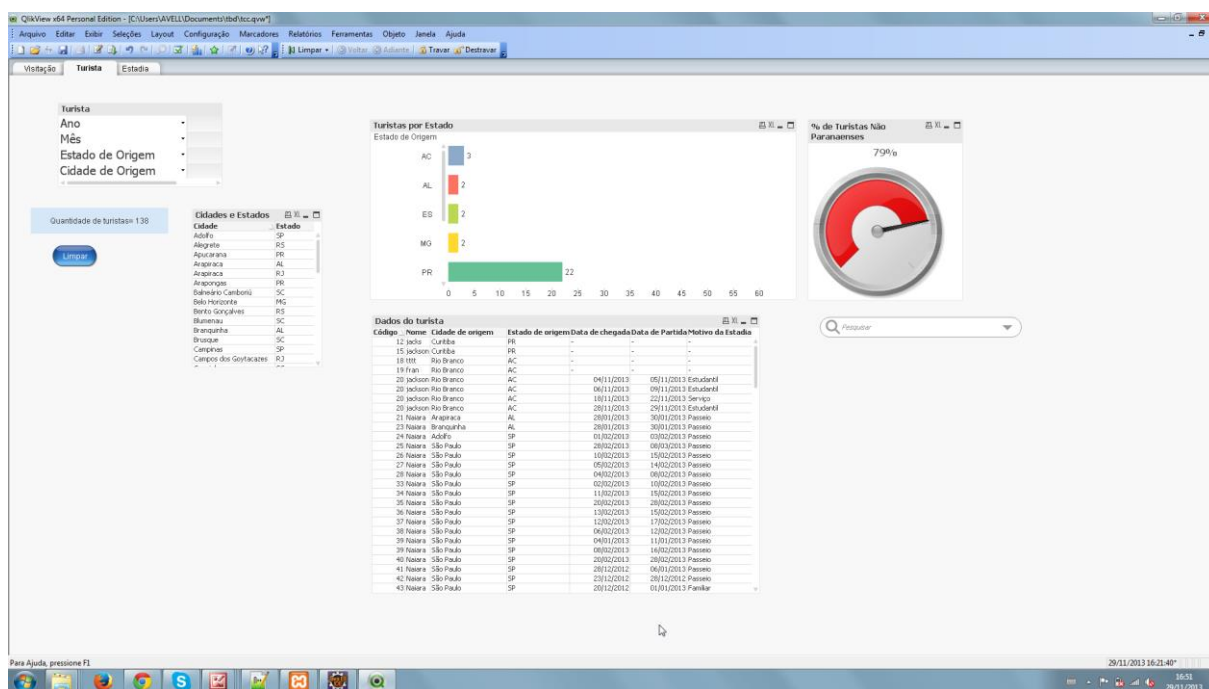 QlikView x64 Personal Edition - [C:\Users\AVELL\Documents\tbd\tcc.qvw*]
Arquivo Editar Exibir Seleções Layout Configuração Marcadores Relatórios Ferramentas Objeto Janela Ajuda
Limpar Voltar Adiante Travar Destravar
Visitação Turista Estadia
Turista
Ano
Mês
Estado de Origem
Cidade de Origem
Quantidade de turistas= 138
Limpar
Cidades e Estados XL
Cidade Estado
Adolfo SP
Alegrete RS
Apucarana PR
Arapiraca AL
Arapiraca RJ
Arapongas PR
Balneário Camboriú SC
Belo Horizonte MG
Bento Gonçalves RS
Blumenau SC
Branquinha AL
Brusque SC
Campinas SP
Campos dos Goytacazes RJ
Turistas por Estado XL
Estado de Origem
AC 3
AL 2
ES 2
MG 2
PR 22
0 5 10 15 20 25 30 35 40 45 50 55 60
% de Turistas Não XL
Paranaenses
79%
Pesquisar
Dados do turista XL
Código Nome Cidade de origem Estado de origem Data de chegada Data de Partida Motivo da Estadia
12 jacks Curitiba PR - - -
15 jackson Curitiba PR - - -
18 tttt Rio Branco AC - - -
19 fran Rio Branco AC - - -
20 jackson Rio Branco AC 04/11/2013 05/11/2013 Estudantil
20 jackson Rio Branco AC 06/11/2013 09/11/2013 Estudantil
20 jackson Rio Branco AC 18/11/2013 22/11/2013 Serviço
20 jackson Rio Branco AC 28/11/2013 29/11/2013 Estudantil
21 Naiara Arapiraca AL 28/01/2013 30/01/2013 Passeio
23 Naiara Branquinha AL 28/01/2013 30/01/2013 Passeio
24 Naiara Adolfo SP 01/02/2013 03/02/2013 Passeio
25 Naiara São Paulo SP 28/02/2013 08/03/2013 Passeio
26 Naiara São Paulo SP 10/02/2013 15/02/2013 Passeio
27 Naiara São Paulo SP 05/02/2013 14/02/2013 Passeio
28 Naiara São Paulo SP 04/02/2013 08/02/2013 Passeio
33 Naiara São Paulo SP 02/02/2013 10/02/2013 Passeio
34 Naiara São Paulo SP 11/02/2013 15/02/2013 Passeio
35 Naiara São Paulo SP 20/02/2013 28/02/2013 Passeio
36 Naiara São Paulo SP 13/02/2013 15/02/2013 Passeio
37 Naiara São Paulo SP 12/02/2013 17/02/2013 Passeio
38 Naiara São Paulo SP 06/02/2013 12/02/2013 Passeio
39 Naiara São Paulo SP 04/01/2013 11/01/2013 Passeio
39 Naiara São Paulo SP 08/02/2013 16/02/2013 Passeio
40 Naiara São Paulo SP 20/02/2013 28/02/2013 Passeio
41 Naiara São Paulo SP 28/12/2012 06/01/2013 Passeio
42 Naiara São Paulo SP 23/12/2012 28/12/2012 Passeio
43 Naiara São Paulo SP 20/12/2012 01/01/2013 Familiar
Para Ajuda, pressione F1
29/11/2013 16:21:40*
16:51
29/11/2013